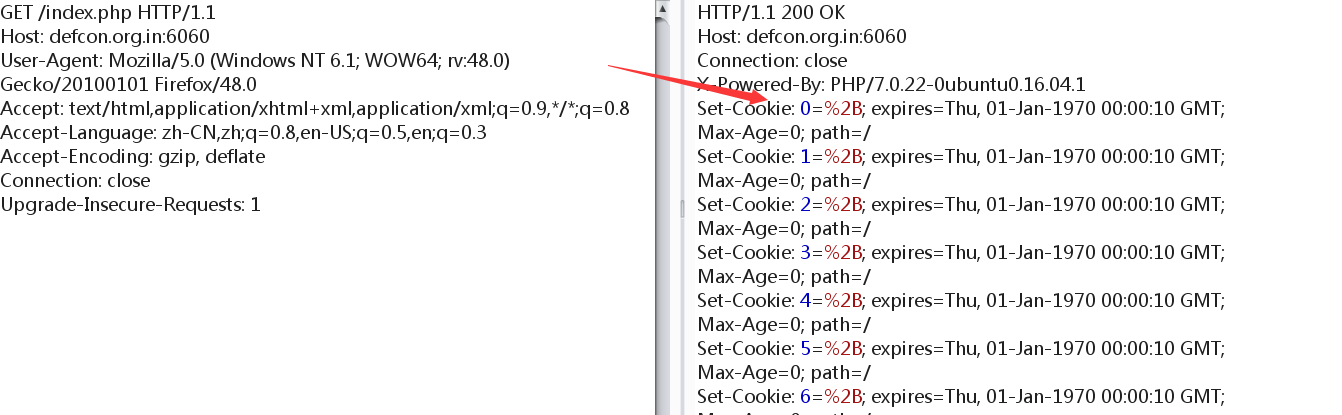 GET /index.php HTTP/1.1
Host: defcon.org.in:6060
User-Agent: Mozilla/5.0 (Windows NT 6.1; WOW64; rv:48.0)
Gecko/20100101 Firefox/48.0
Accept: text/html,application/xhtml+xml,application/xml;q=0.9,*/*;q=0.8
Accept-Language: zh-CN,zh;q=0.8,en-US;q=0.5,en;q=0.3
Accept-Encoding: gzip, deflate
Connection: close
Upgrade-Insecure-Requests: 1
HTTP/1.1 200 OK
Host: defcon.org.in:6060
Connection: close
X-Powered-By: PHP/7.0.22-0ubuntu0.16.04.1
Set-Cookie: 0=%2B; expires=Thu, 01-Jan-1970 00:00:10 GMT;
Max-Age=0; path=/
Set-Cookie: 1=%2B; expires=Thu, 01-Jan-1970 00:00:10 GMT;
Max-Age=0; path=/
Set-Cookie: 2=%2B; expires=Thu, 01-Jan-1970 00:00:10 GMT;
Max-Age=0; path=/
Set-Cookie: 3=%2B; expires=Thu, 01-Jan-1970 00:00:10 GMT;
Max-Age=0; path=/
Set-Cookie: 4=%2B; expires=Thu, 01-Jan-1970 00:00:10 GMT;
Max-Age=0; path=/
Set-Cookie: 5=%2B; expires=Thu, 01-Jan-1970 00:00:10 GMT;
Max-Age=0; path=/
Set-Cookie: 6=%2B; expires=Thu, 01-Jan-1970 00:00:10 GMT;